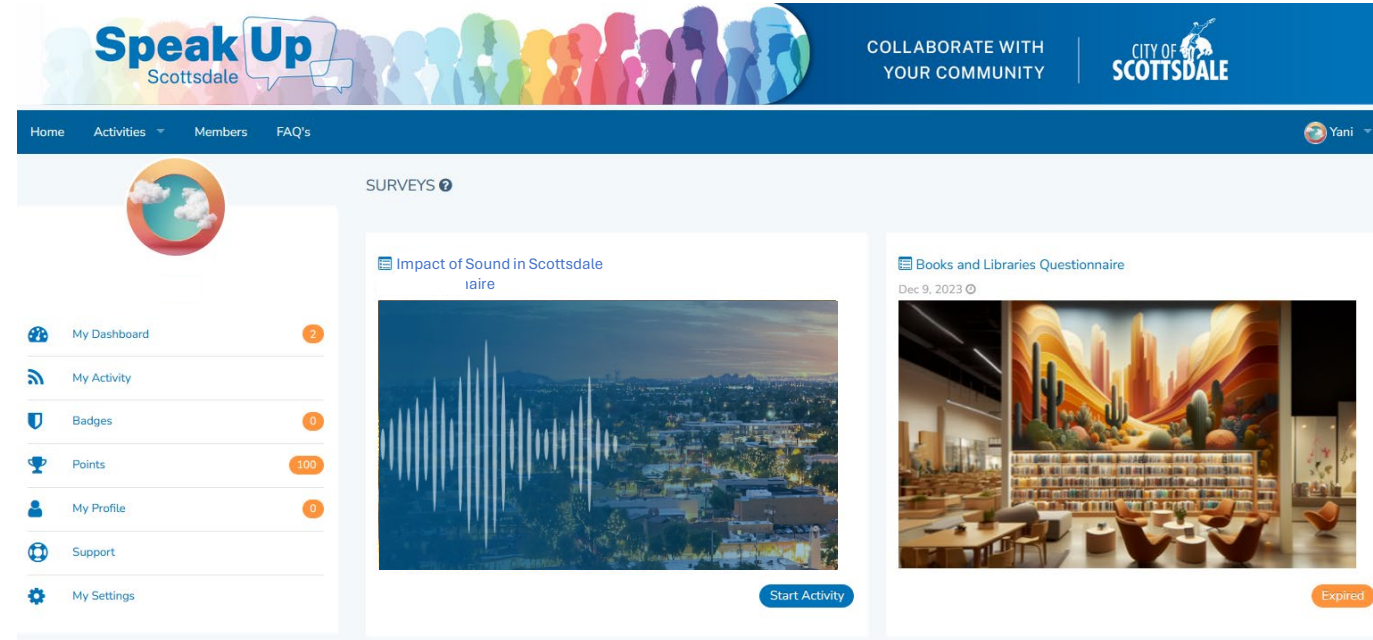 Speak Up
Scottsdale
COLLABORATE WITH
YOUR COMMUNITY
CITY OF
SCOTTSDALE
Home Activities Members FAQ's Yani
SURVEYS
Impact of Sound in Scottsdale
naire
Dec 9, 2023
Books and Libraries Questionnaire
My Dashboard 2
My Activity
Badges 0
Points 100
My Profile 0
Support
My Settings
Start Activity
Expired